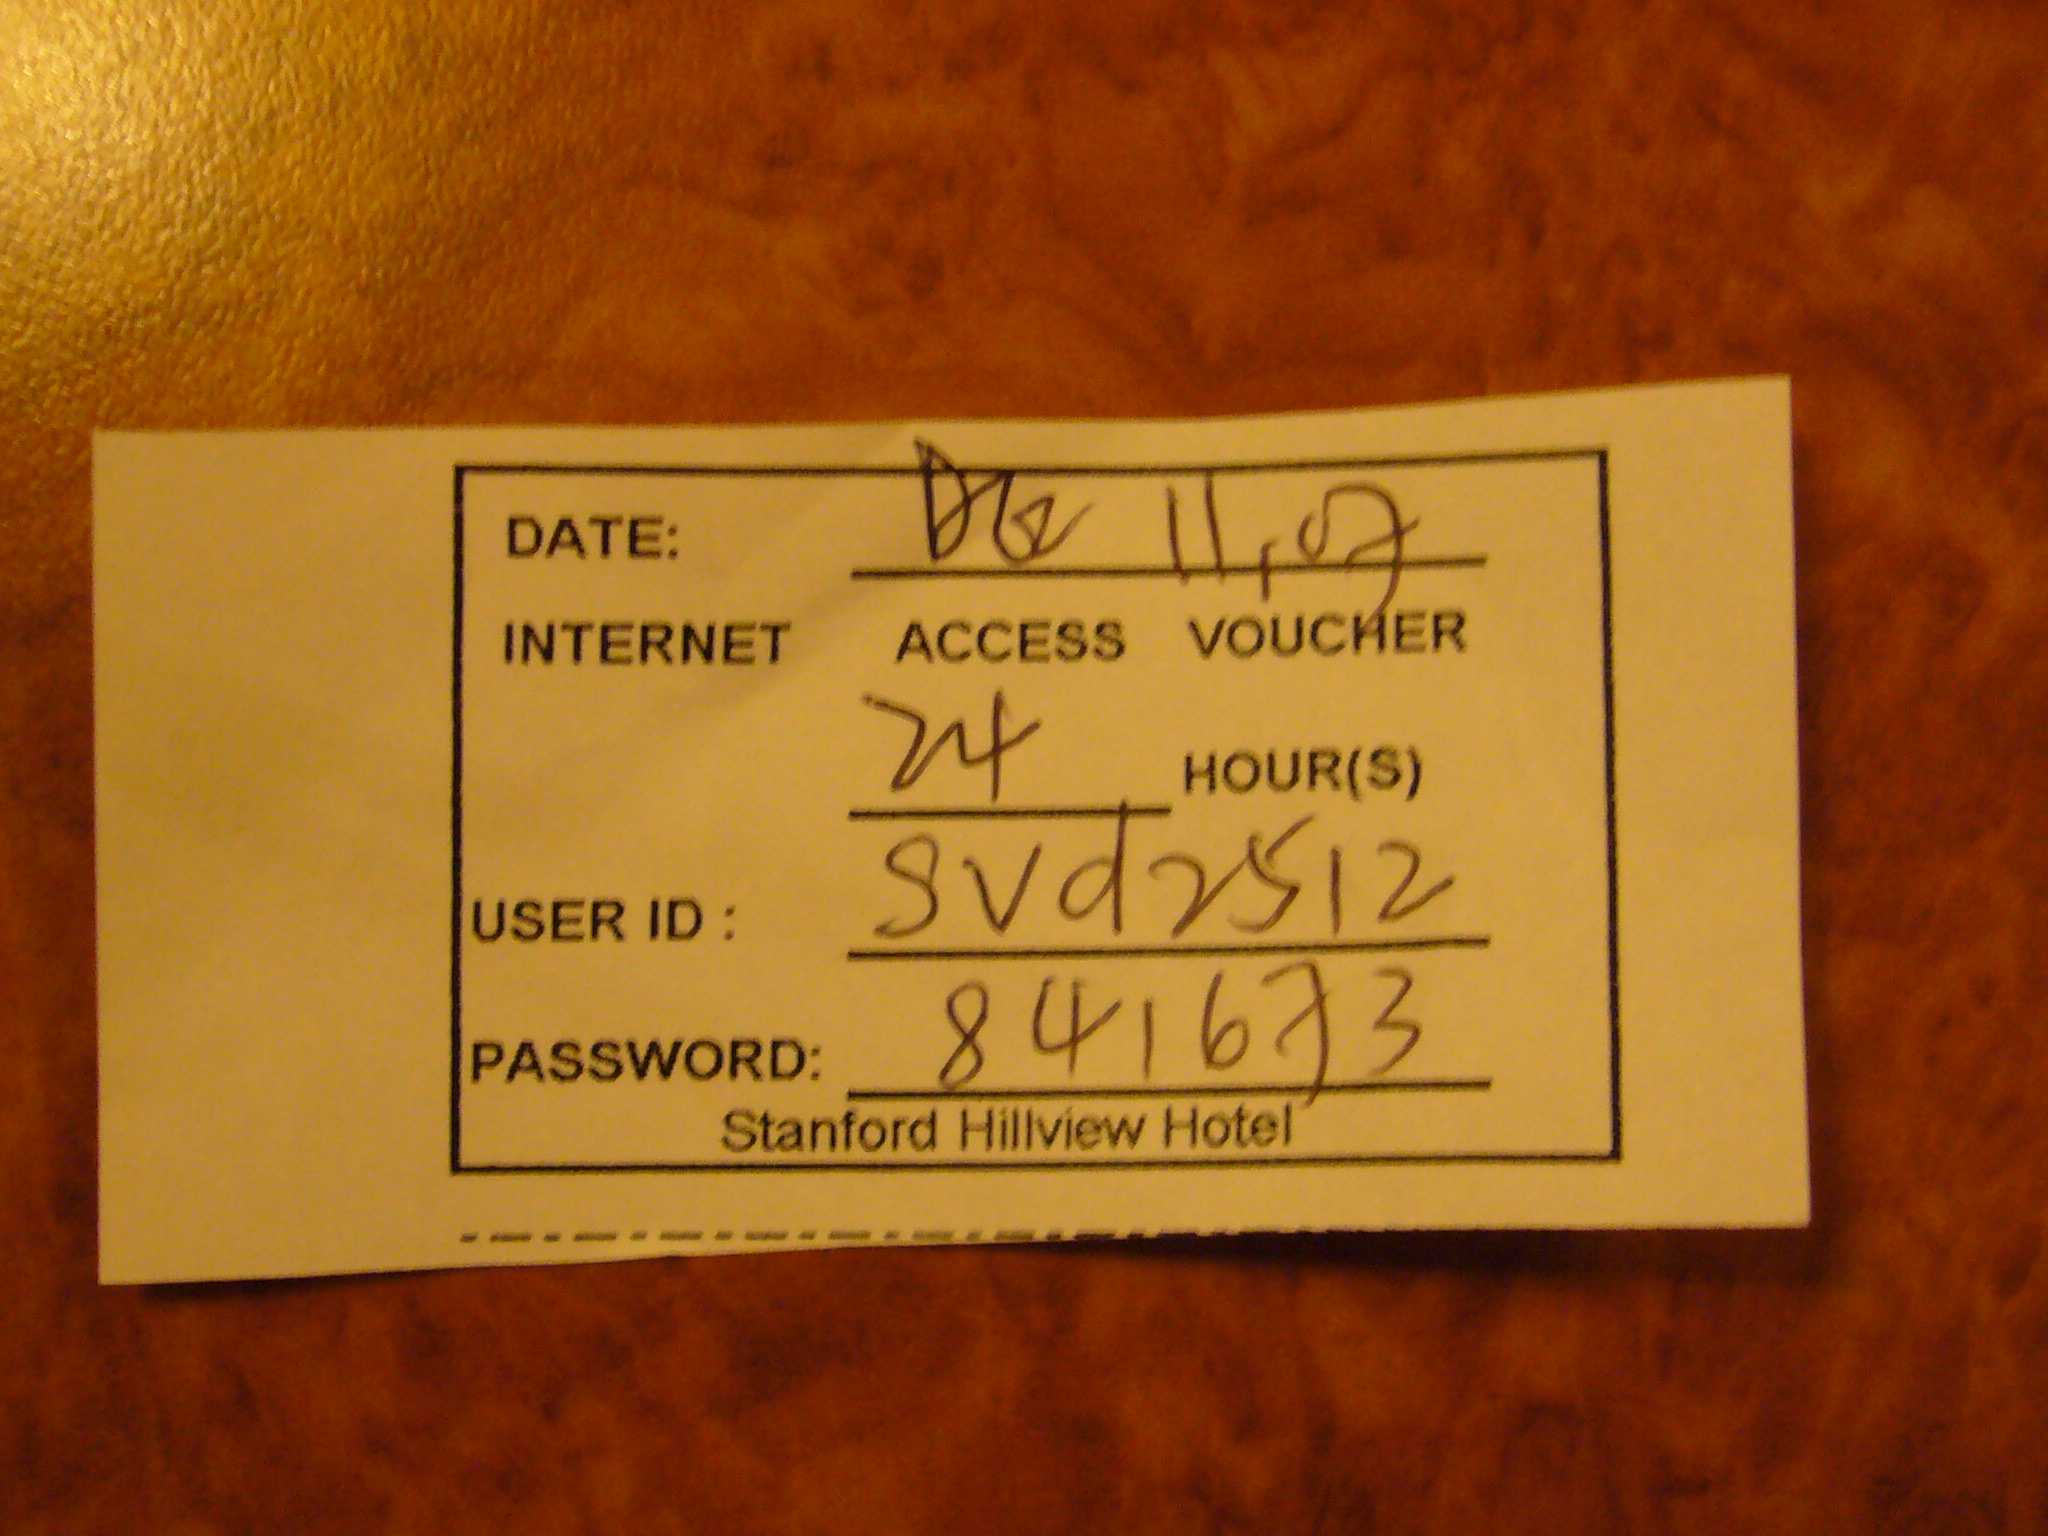 DATE: Dec 11, 07
INTERNET ACCESS VOUCHER
24 HOUR(S)
USER ID : svd2512
PASSWORD: 841673
Stanford Hillview Hotel